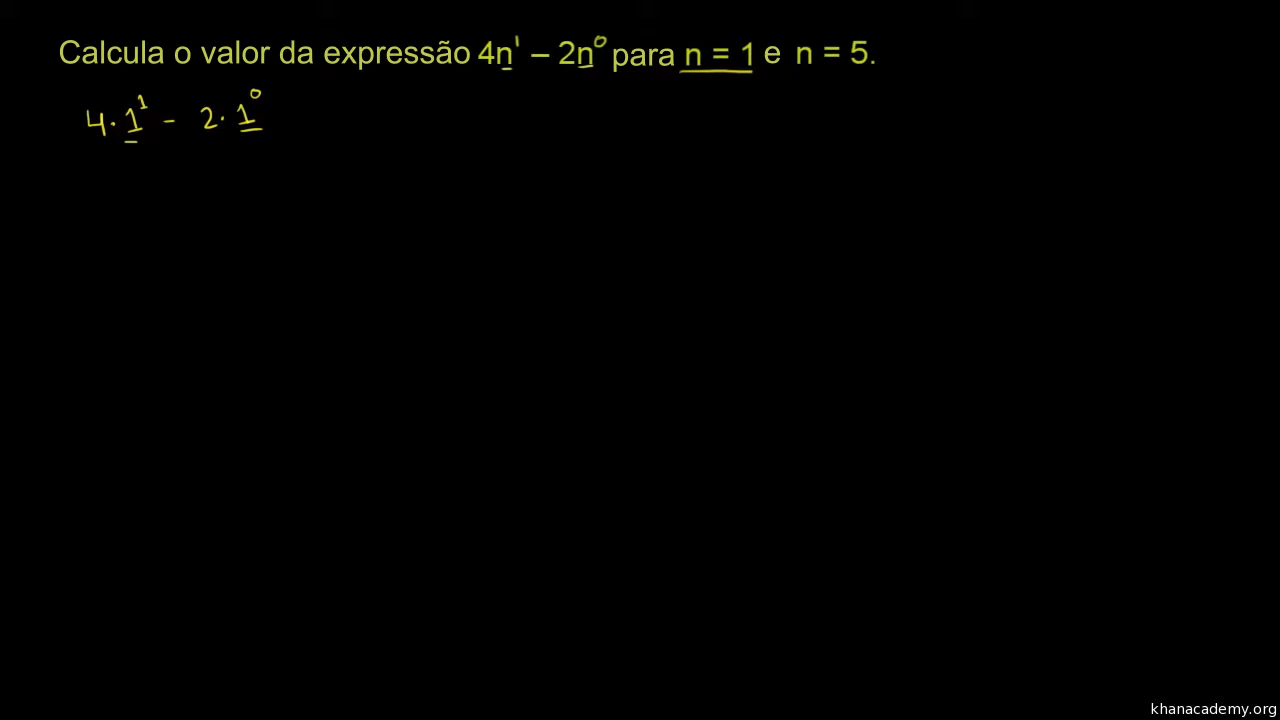 Calcula o valor da expressão 4n¹ – 2n⁰ para n = 1 e n = 5.
4 · 1¹ - 2 · 1⁰
khanacademy.org